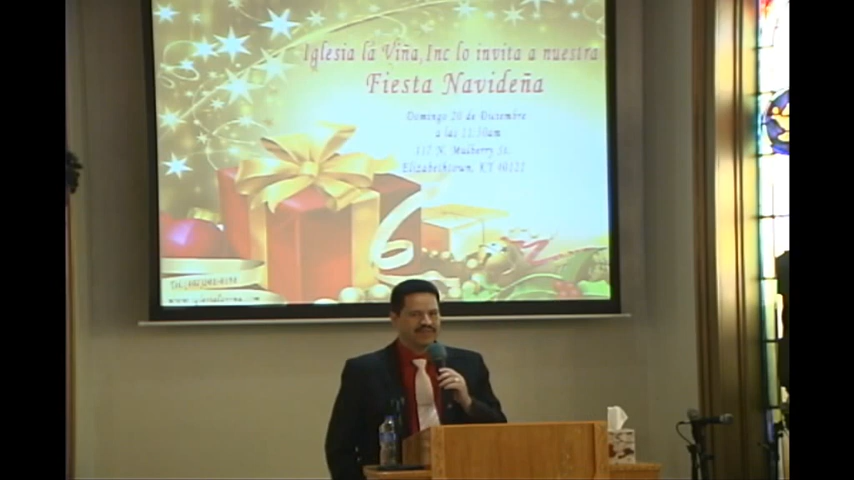 Iglesia la Viña, Inc lo invita a nuestra
Fiesta Navideña
Domingo 20 de Diciembre
a las 11:30am
117 N. Mulberry St.
Elizabethtown, KY